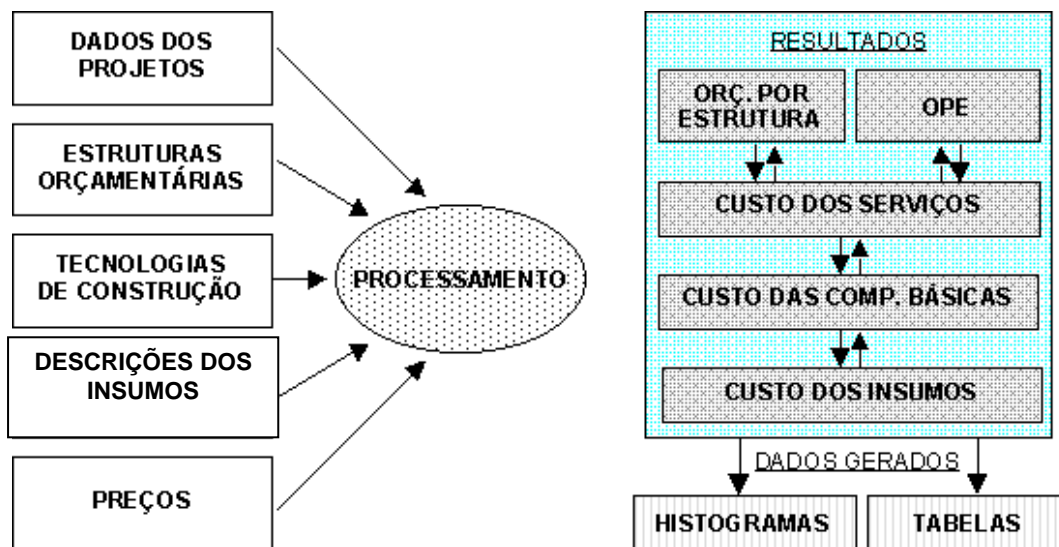 DADOS DOS
PROJETOS
ESTRUTURAS
ORÇAMENTÁRIAS
TECNOLOGIAS
DE CONSTRUÇÃO
DESCRIÇÕES DOS
INSUMOS
PREÇOS
PROCESSAMENTO
RESULTADOS
ORÇ. POR
ESTRUTURA
OPE
CUSTO DOS SERVIÇOS
CUSTO DAS COMP. BÁSICAS
CUSTO DOS INSUMOS
DADOS GERADOS
HISTOGRAMAS
TABELAS